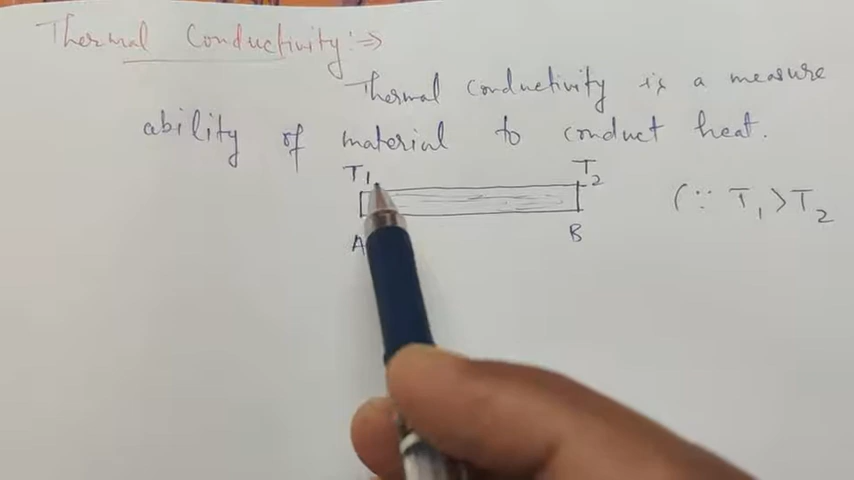 Thermal Conductivity :⇒
Thermal conductivity is a measure
ability of material to conduct heat.
T1 T2
(∵ T1 > T2
A B